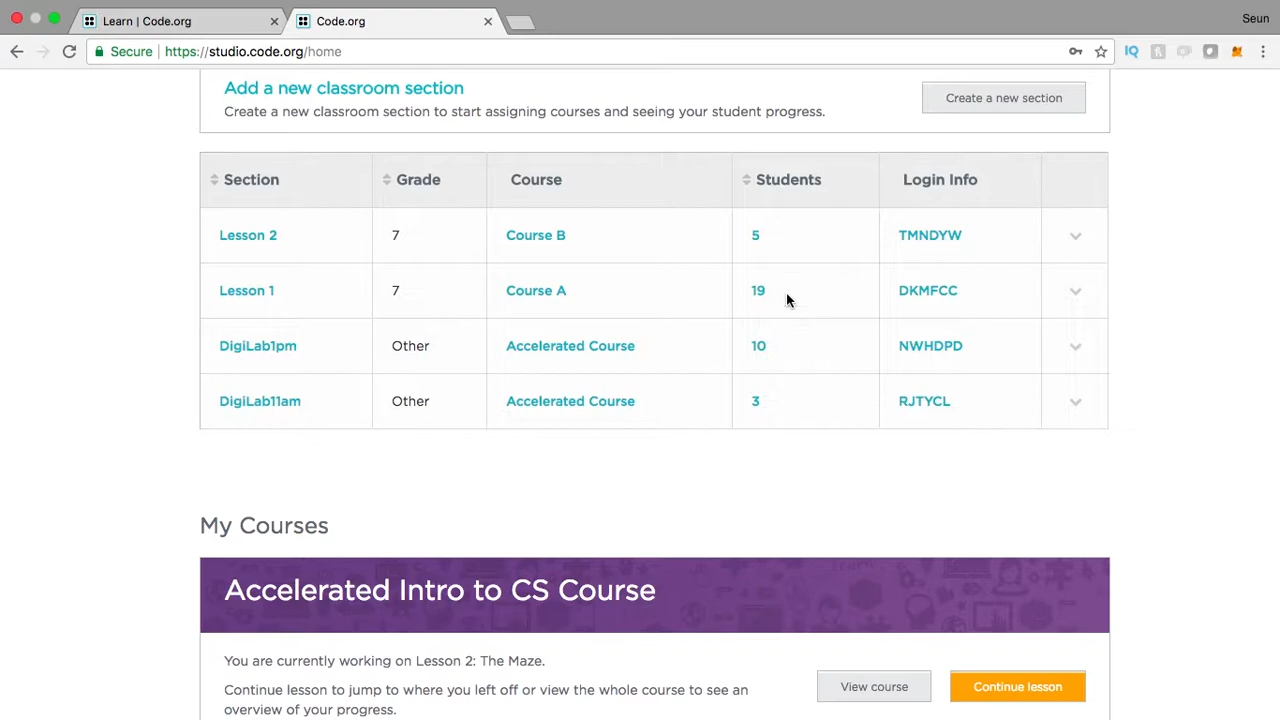 Learn | Code.org
Code.org
Seun
Secure https://studio.code.org/home
IQ
Add a new classroom section
Create a new classroom section to start assigning courses and seeing your student progress.
Create a new section
Section Grade Course Students Login Info
Lesson 2 7 Course B 5 TMNDYW
Lesson 1 7 Course A 19 DKMFCC
DigiLab1pm Other Accelerated Course 10 NWHDPD
DigiLab11am Other Accelerated Course 3 RJTYCL
My Courses
Accelerated Intro to CS Course
You are currently working on Lesson 2: The Maze.
Continue lesson to jump to where you left off or view the whole course to see an
overview of your progress.
View course
Continue lesson